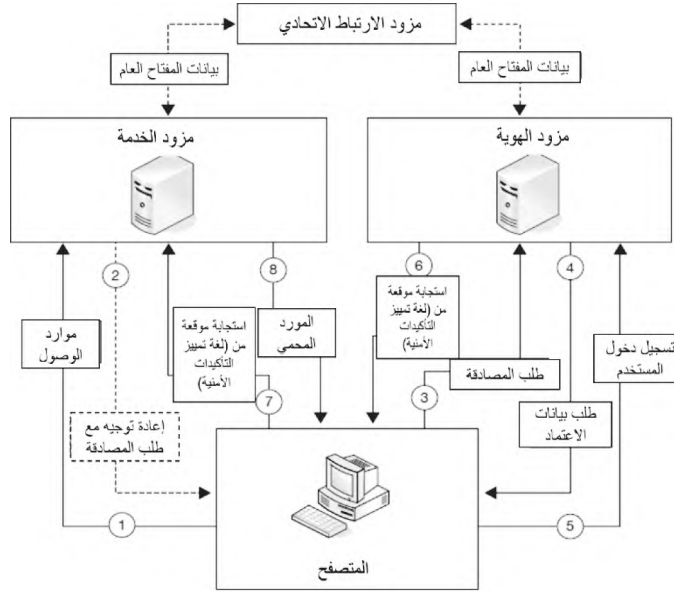 مزود الارتباط الاتحادي
بيانات المفتاح العام
بيانات المفتاح العام
مزود الخدمة
مزود الهوية
2
8
6
4
استجابة موقعة
من (لغة تمييز
التأكيدات
الأمنية)
استجابة موقعة
من (لغة تمييز
التأكيدات
الأمنية)
المورد
المحمي
موارد
الوصول
طلب المصادقة
تسجيل دخول
المستخدم
7
3
إعادة توجيه مع
طلب المصادقة
طلب بيانات
الاعتماد
1
5
المتصفح